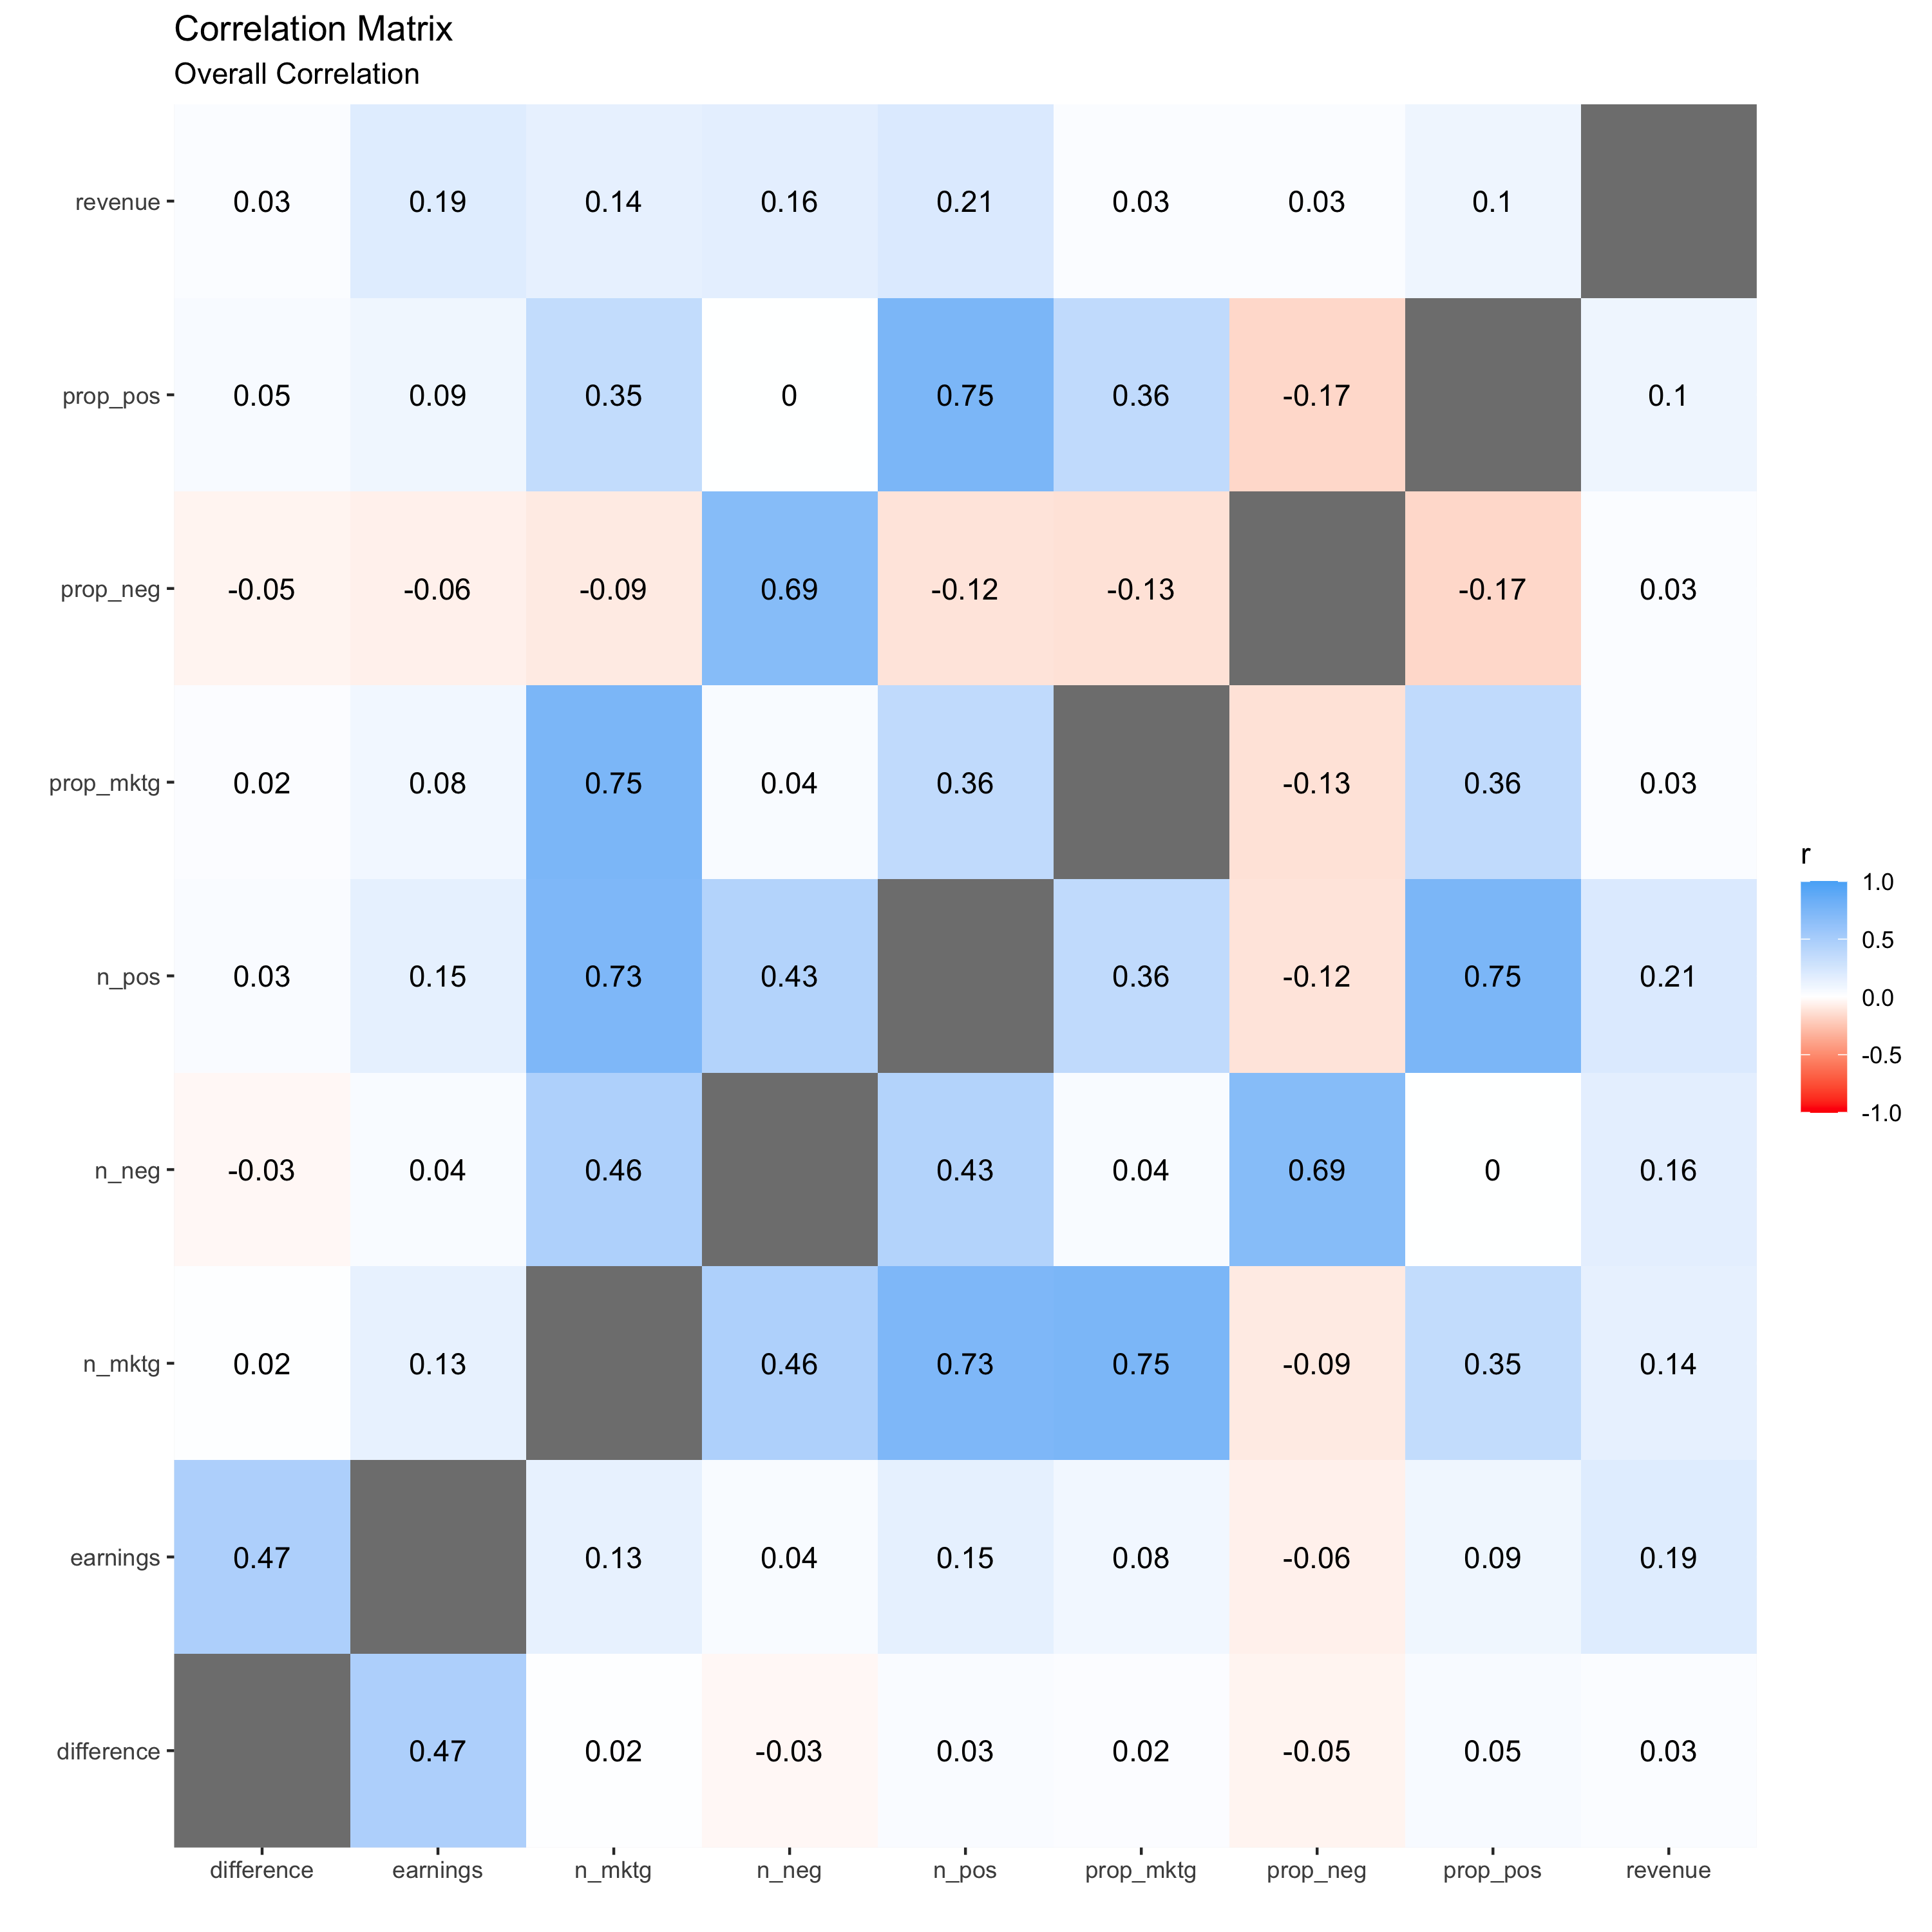 Correlation Matrix
Overall Correlation
revenue 0.03 0.19 0.14 0.16 0.21 0.03 0.03 0.1
prop_pos 0.05 0.09 0.35 0 0.75 0.36 -0.17 0.1
prop_neg -0.05 -0.06 -0.09 0.69 -0.12 -0.13 -0.17 0.03
prop_mktg 0.02 0.08 0.75 0.04 0.36 -0.13 0.36 0.03
n_pos 0.03 0.15 0.73 0.43 0.36 -0.12 0.75 0.21
n_neg -0.03 0.04 0.46 0.43 0.04 0.69 0 0.16
n_mktg 0.02 0.13 0.46 0.73 0.75 -0.09 0.35 0.14
earnings 0.47 0.13 0.04 0.15 0.08 -0.06 0.09 0.19
difference 0.47 0.02 -0.03 0.03 0.02 -0.05 0.05 0.03
difference earnings n_mktg n_neg n_pos prop_mktg prop_neg prop_pos revenue
r
1.0
0.5
0.0
-0.5
-1.0